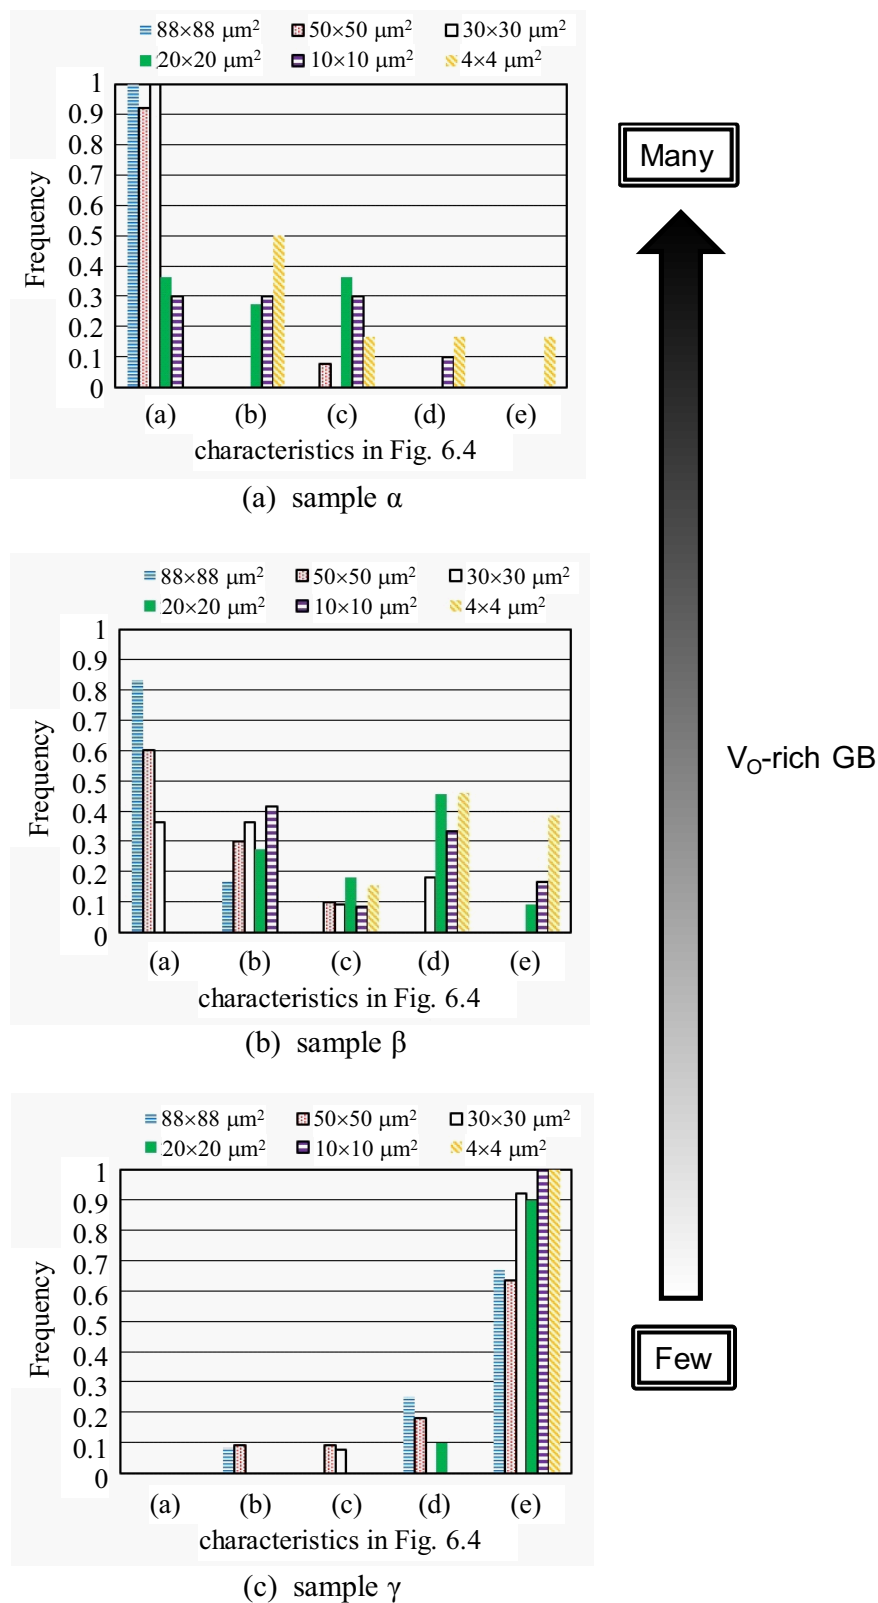 88×88 μm² 50×50 μm² 30×30 μm²
20×20 μm² 10×10 μm² 4×4 μm²
Frequency
1
0.9
0.8
0.7
0.6
0.5
0.4
0.3
0.2
0.1
0
(a) (b) (c) (d) (e)
characteristics in Fig. 6.4
(a) sample α
Many
88×88 μm² 50×50 μm² 30×30 μm²
20×20 μm² 10×10 μm² 4×4 μm²
Frequency
1
0.9
0.8
0.7
0.6
0.5
0.4
0.3
0.2
0.1
0
(a) (b) (c) (d) (e)
characteristics in Fig. 6.4
(b) sample β
V₀-rich GB
88×88 μm² 50×50 μm² 30×30 μm²
20×20 μm² 10×10 μm² 4×4 μm²
Frequency
1
0.9
0.8
0.7
0.6
0.5
0.4
0.3
0.2
0.1
0
(a) (b) (c) (d) (e)
characteristics in Fig. 6.4
(c) sample γ
Few